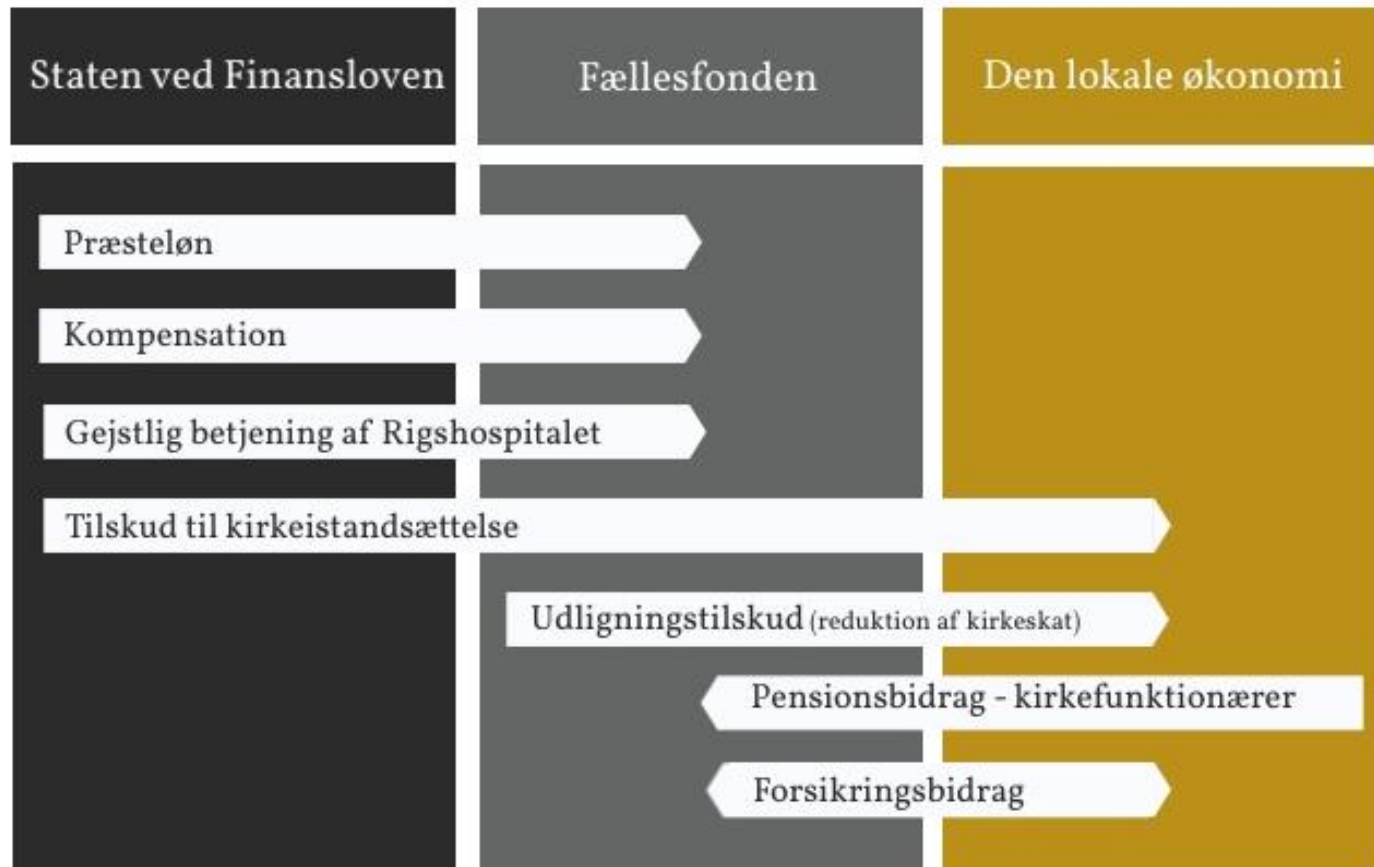 Staten ved Finansloven
Fællesfonden
Den lokale økonomi
Præsteløn
Kompensation
Gejstlig betjening af Rigshospitalet
Tilskud til kirkeistandsættelse
Udligningstilskud (reduktion af kirkeskat)
Pensionsbidrag - kirkefunktionærer
Forsikringsbidrag